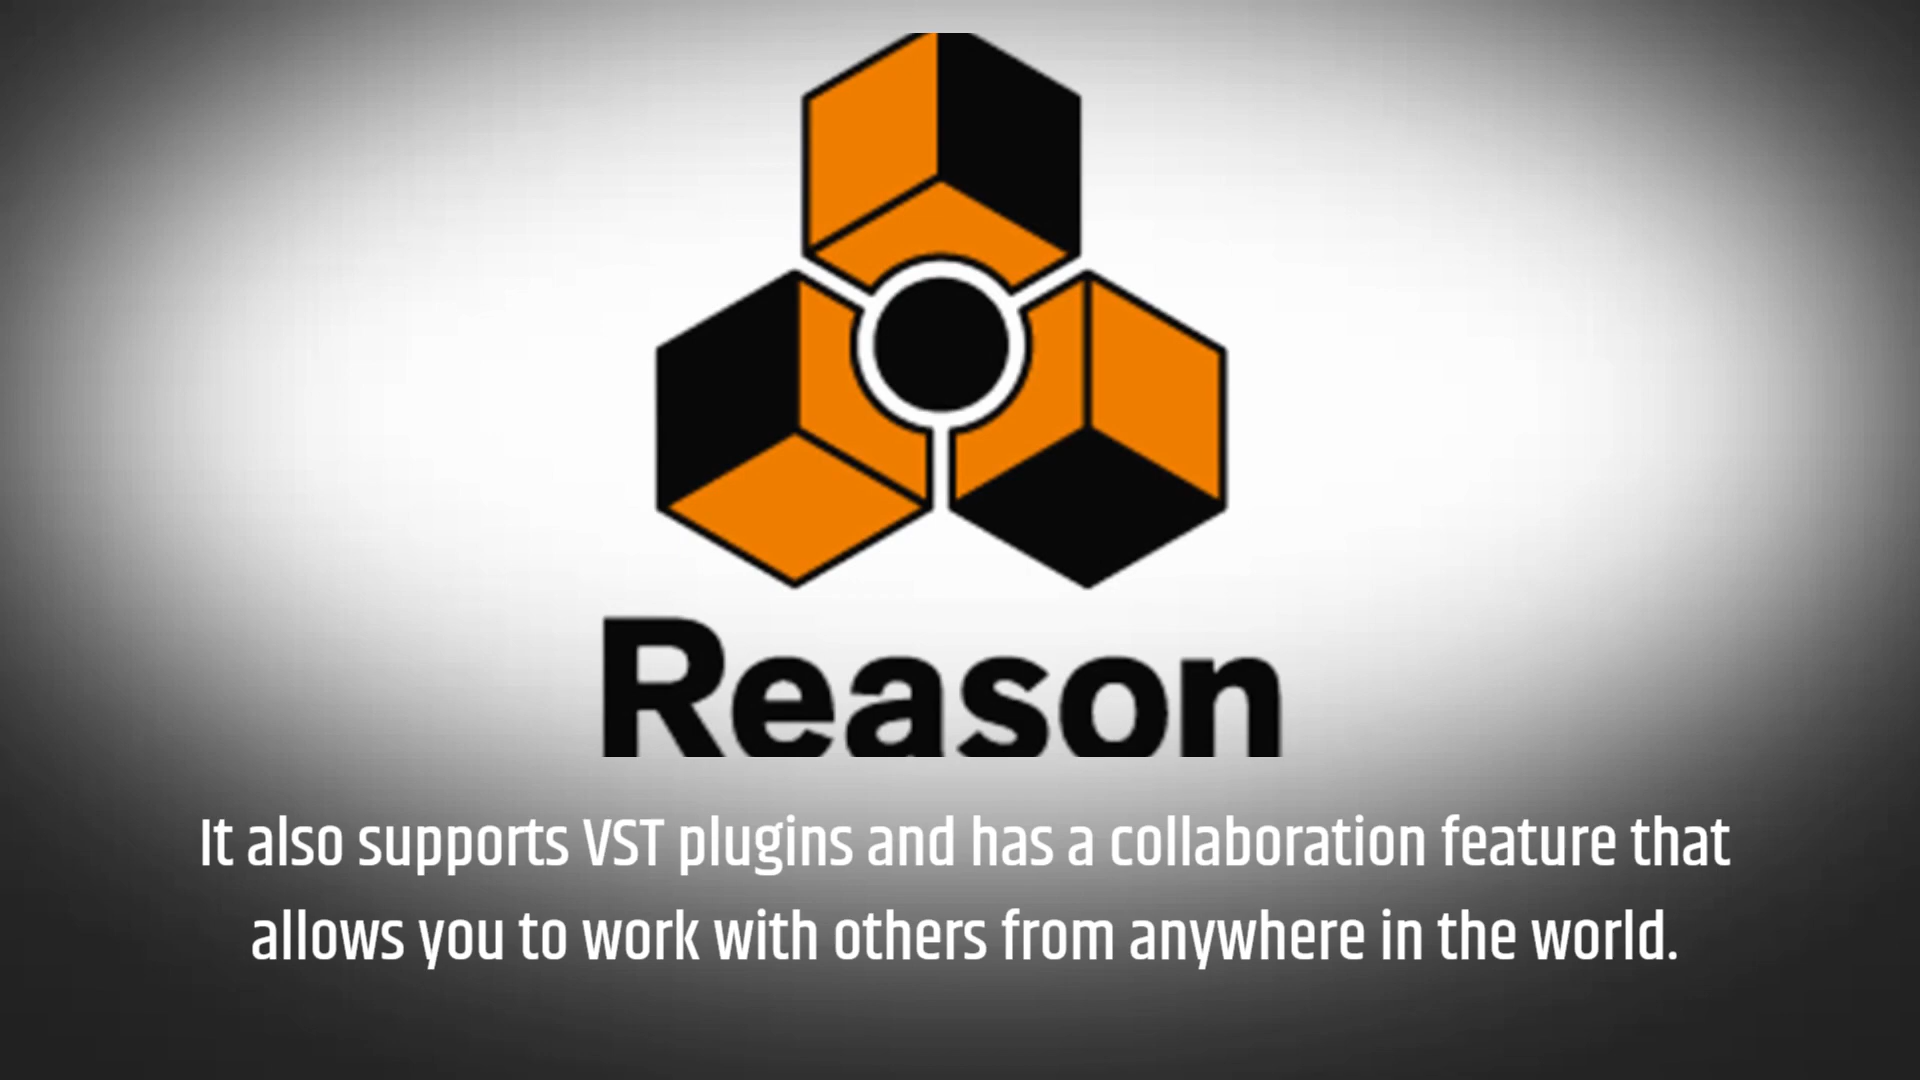 Reason
It also supports VST plugins and has a collaboration feature that
allows you to work with others from anywhere in the world.